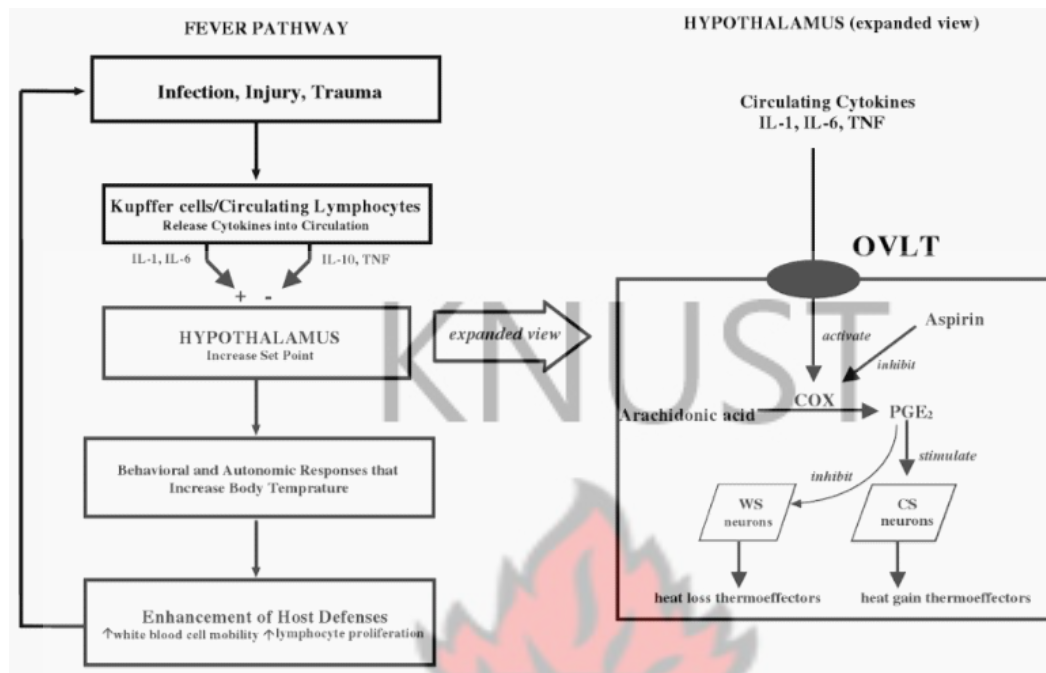 FEVER PATHWAY
Infection, Injury, Trauma
Kupffer cells/Circulating Lymphocytes
Release Cytokines into Circulation
IL-1, IL-6
IL-10, TNF
+ -
HYPOTHALAMUS
Increase Set Point
Behavioral and Autonomic Responses that
Increase Body Temprature
Enhancement of Host Defenses
↑white blood cell mobility ↑lymphocyte proliferation
expanded view
KNUST
HYPOTHALAMUS (expanded view)
Circulating Cytokines
IL-1, IL-6, TNF
OVLT
activate
Aspirin
inhibit
COX
Arachidonic acid
PGE₂
stimulate
inhibit
WS
neurons
CS
neurons
heat loss thermoeffectors
heat gain thermoeffectors